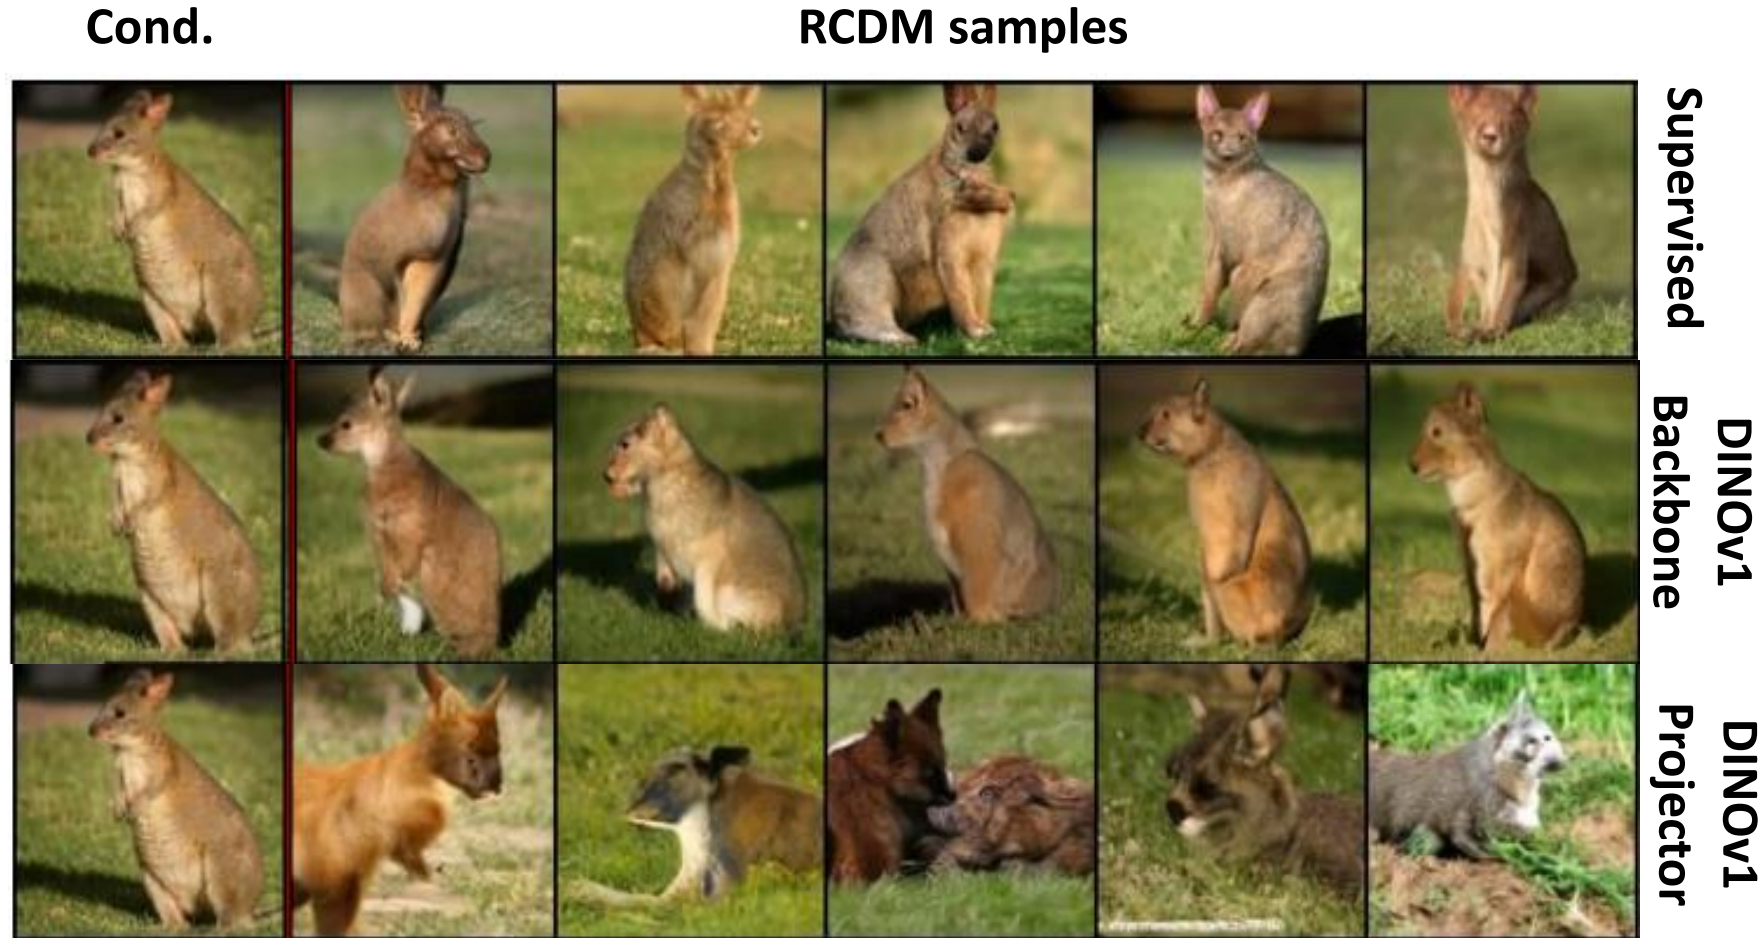 Cond.
RCDM samples
Supervised
DINOv1
Backbone
DINOv1
Projector